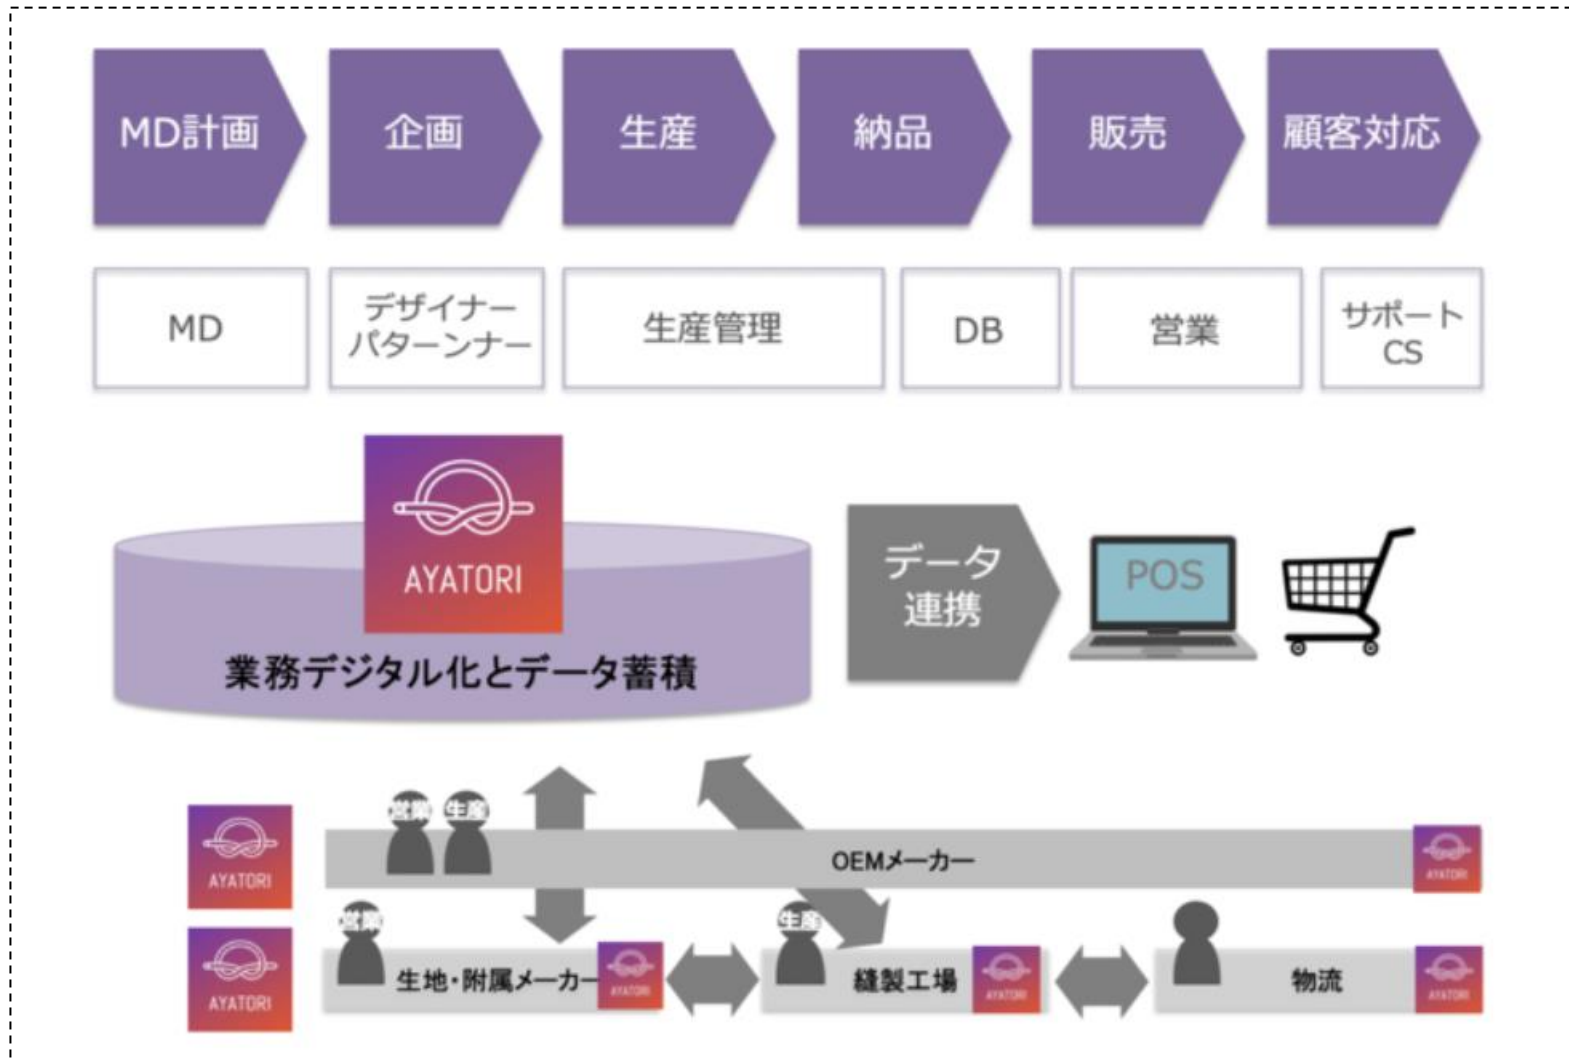 MD計画
企画
生産
納品
販売
顧客対応
MD
デザイナー
パターンナー
生産管理
DB
営業
サポート
CS
AYATORI
業務デジタル化とデータ蓄積
データ
連携
POS
営業
生産
AYATORI
OEMメーカー
AYATORI
営業
生産
AYATORI
生地・附属メーカー
AYATORI
縫製工場
AYATORI
物流
AYATORI